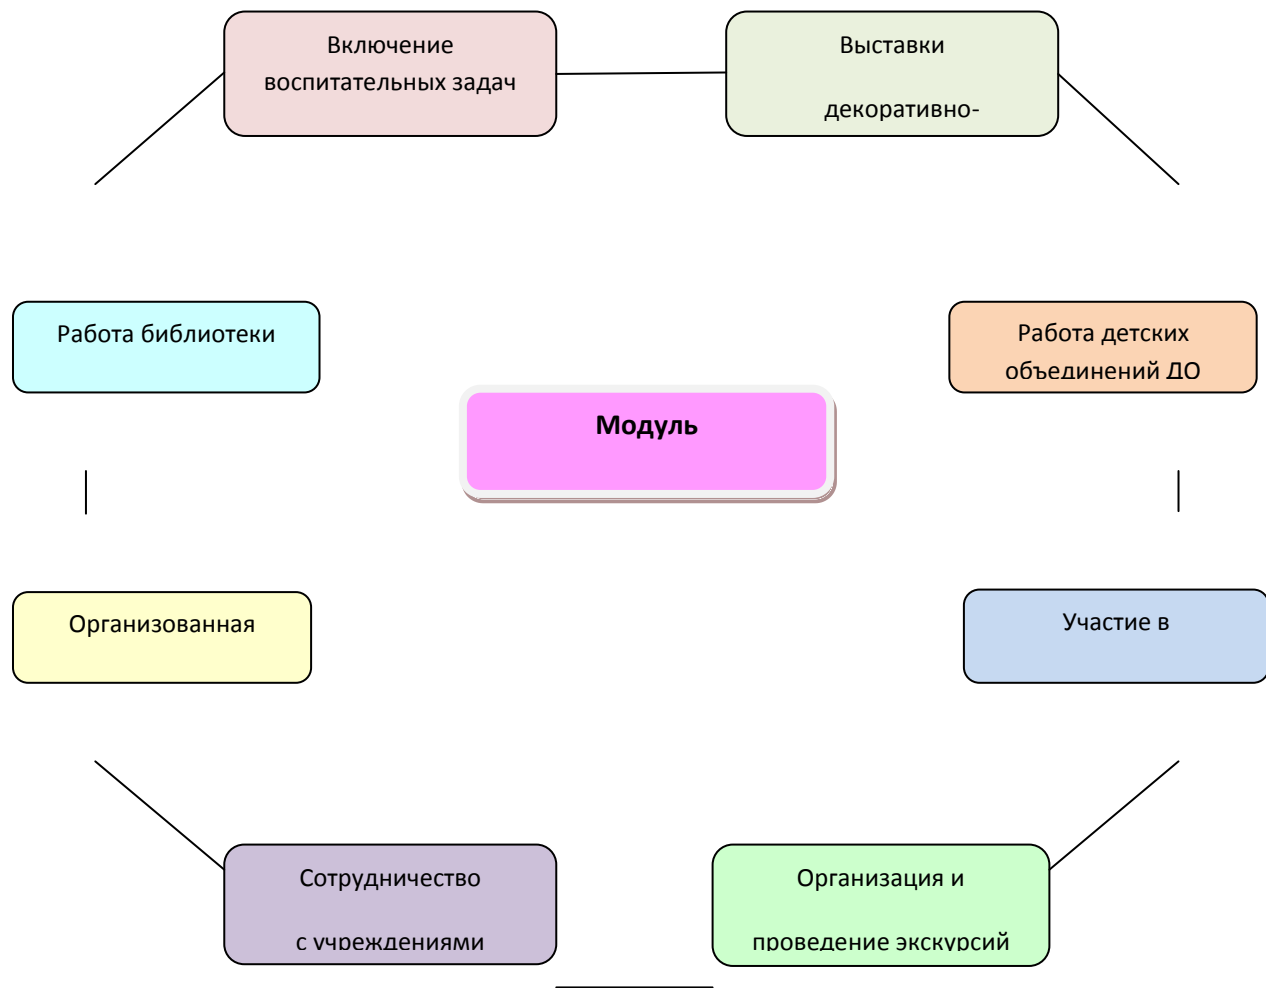 Включение
воспитательных задач
Выставки
декоративно-
Работа библиотеки
Работа детских
объединений ДО
Модуль
Организованная
Участие в
Сотрудничество
с учреждениями
Организация и
проведение экскурсий